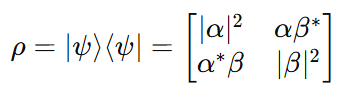 ρ = |ψ⟩⟨ψ| = [|α|² αβ*
α*β |β|²]